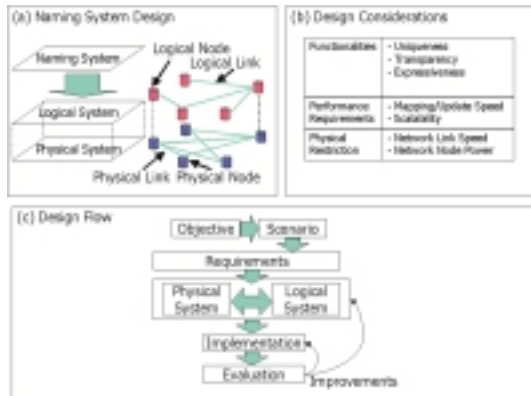 (a) Naming System Design
Naming System
Logical System
Physical System
Logical Node
Logical Link
Physical Link
Physical Node
(b) Design Considerations
Functionalities
- Uniqueness
- Transparency
- Expressiveness
Performance
Requirements
- Mapping/Update Speed
- Scalability
Physical
Restriction
- Network Link Speed
- Network Node Power
(c) Design Flow
Objective
Scenario
Requirements
Physical
System
Logical
System
Implementation
Evaluation
Improvements